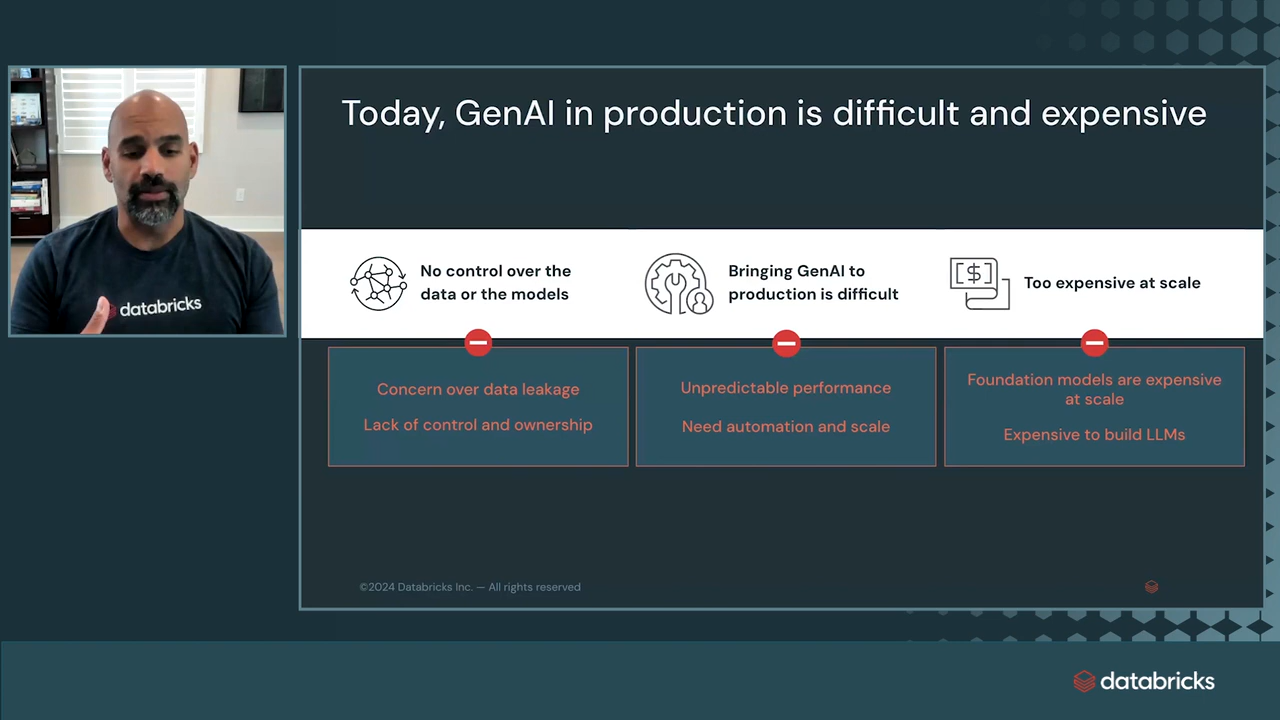 Today, GenAI in production is difficult and expensive
No control over the
data or the models
Bringing GenAI to
production is difficult
Too expensive at scale
Concern over data leakage
Lack of control and ownership
Unpredictable performance
Need automation and scale
Foundation models are expensive
at scale
Expensive to build LLMs
©2024 Databricks Inc. — All rights reserved
databricks
databricks